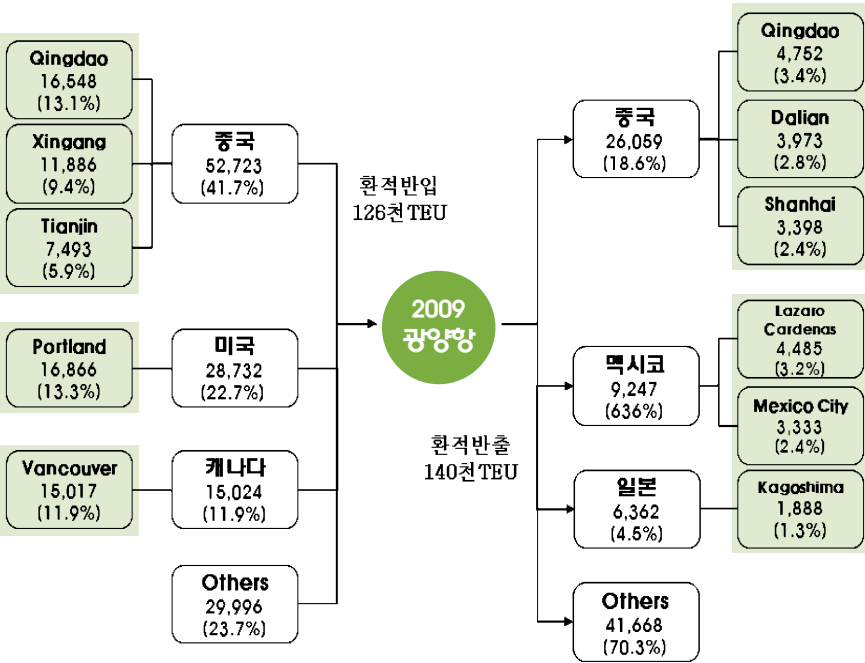 Qingdao
16,548
(13.1%)
Xingang
11,886
(9.4%)
Tianjin
7,493
(5.9%)
중국
52,723
(41.7%)
Portland
16,866
(13.3%)
미국
28,732
(22.7%)
Vancouver
15,017
(11.9%)
캐나다
15,024
(11.9%)
Others
29,996
(23.7%)
환적반입
126천TEU
2009
광양항
환적반출
140천TEU
중국
26,059
(18.6%)
Qingdao
4,752
(3.4%)
Dalian
3,973
(2.8%)
Shanhai
3,398
(2.4%)
멕시코
9,247
(636%)
Lazaro
Cardenas
4,485
(3.2%)
Mexico City
3,333
(2.4%)
일본
6,362
(4.5%)
Kagoshima
1,888
(1.3%)
Others
41,668
(70.3%)